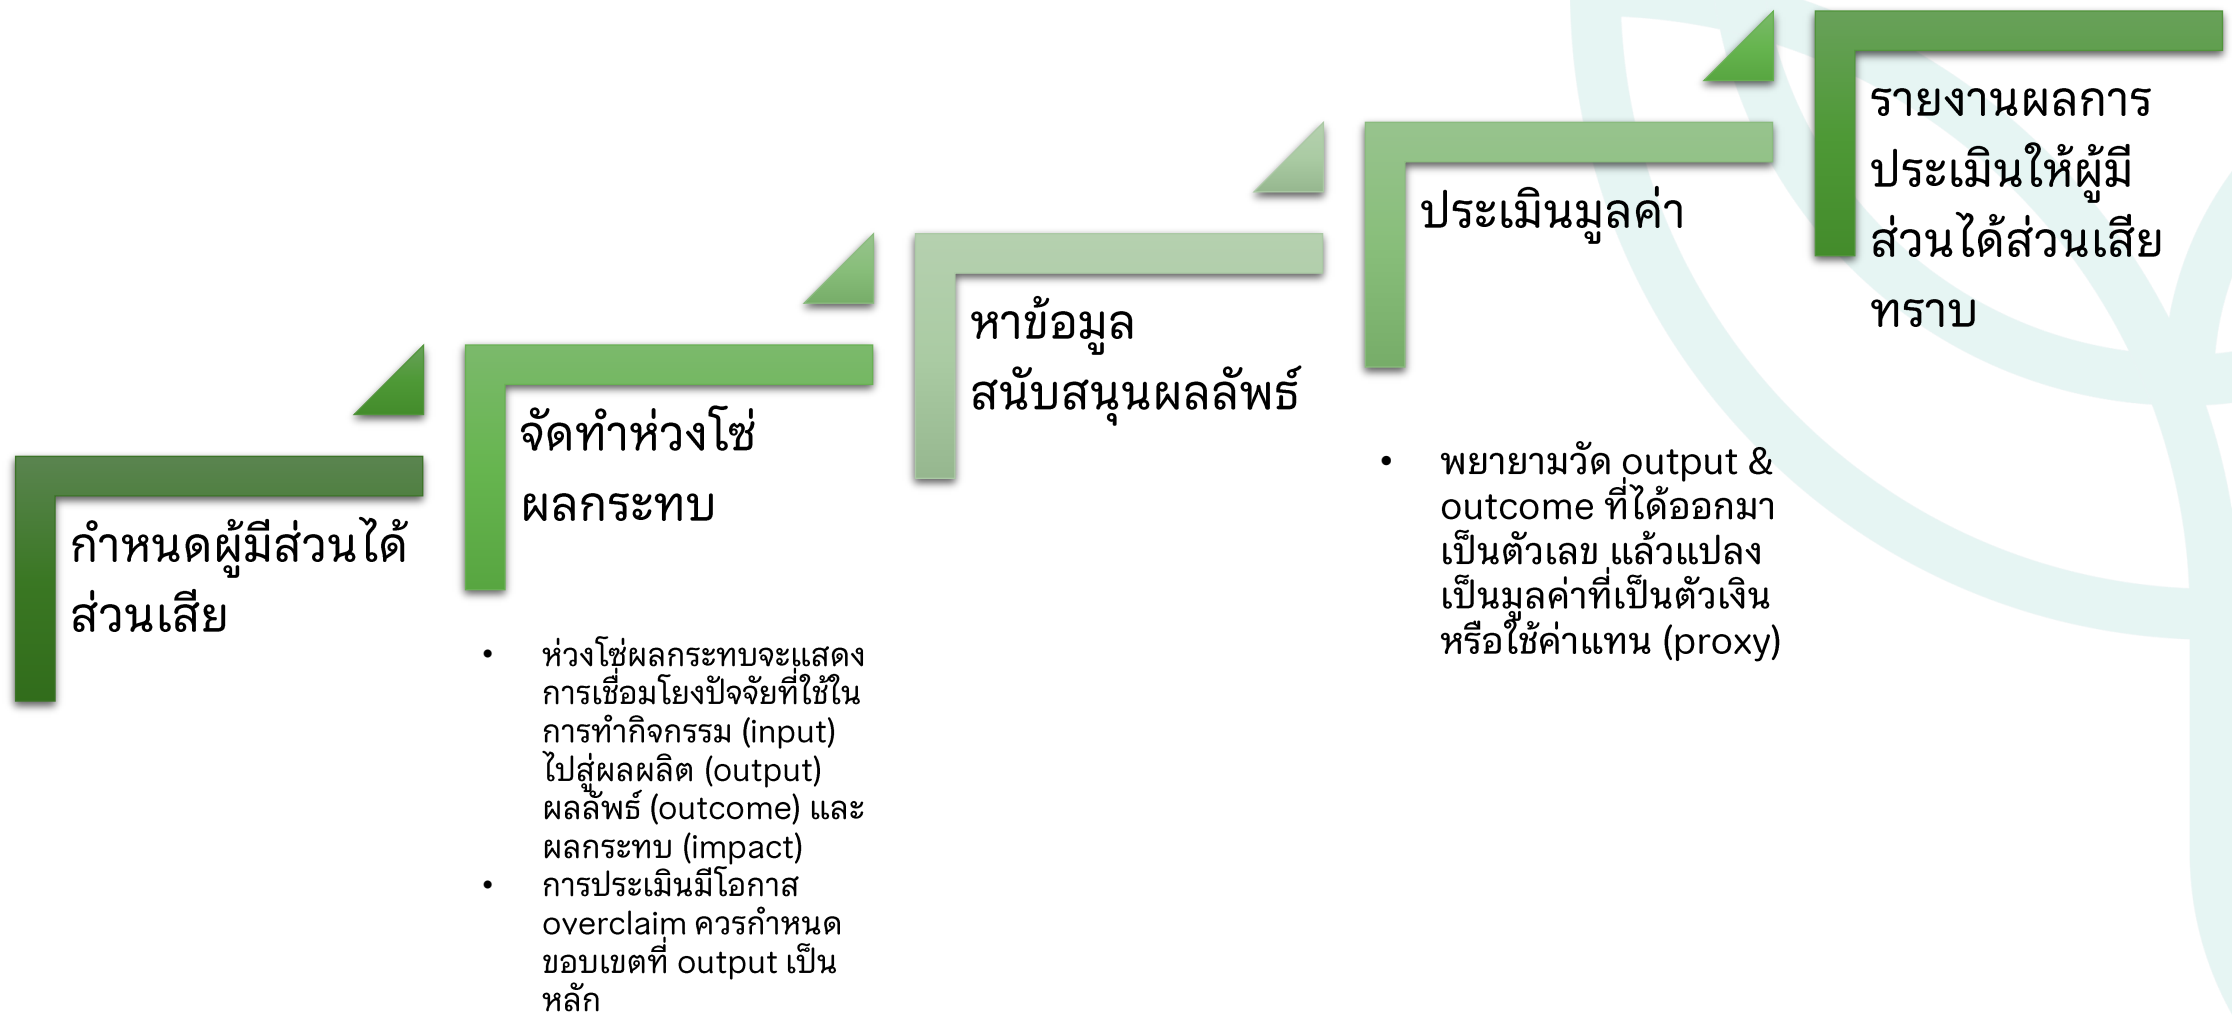 กำหนดผู้มีส่วนได้
ส่วนเสีย
จัดทำห่วงโซ่
ผลกระทบ
• ห่วงโซ่ผลกระทบจะแสดง
การเชื่อมโยงปัจจัยที่ใช้ใน
การทำกิจกรรม (input)
ไปสู่ผลผลิต (output)
ผลลัพธ์ (outcome) และ
ผลกระทบ (impact)
• การประเมินมีโอกาส
overclaim ควรกำหนด
ขอบเขตที่ output เป็น
หลัก
หาข้อมูล
สนับสนุนผลลัพธ์
ประเมินมูลค่า
• พยายามวัด output &
outcome ที่ได้ออกมา
เป็นตัวเลข แล้วแปลง
เป็นมูลค่าที่เป็นตัวเงิน
หรือใช้ค่าแทน (proxy)
รายงานผลการ
ประเมินให้ผู้มี
ส่วนได้ส่วนเสีย
ทราบ